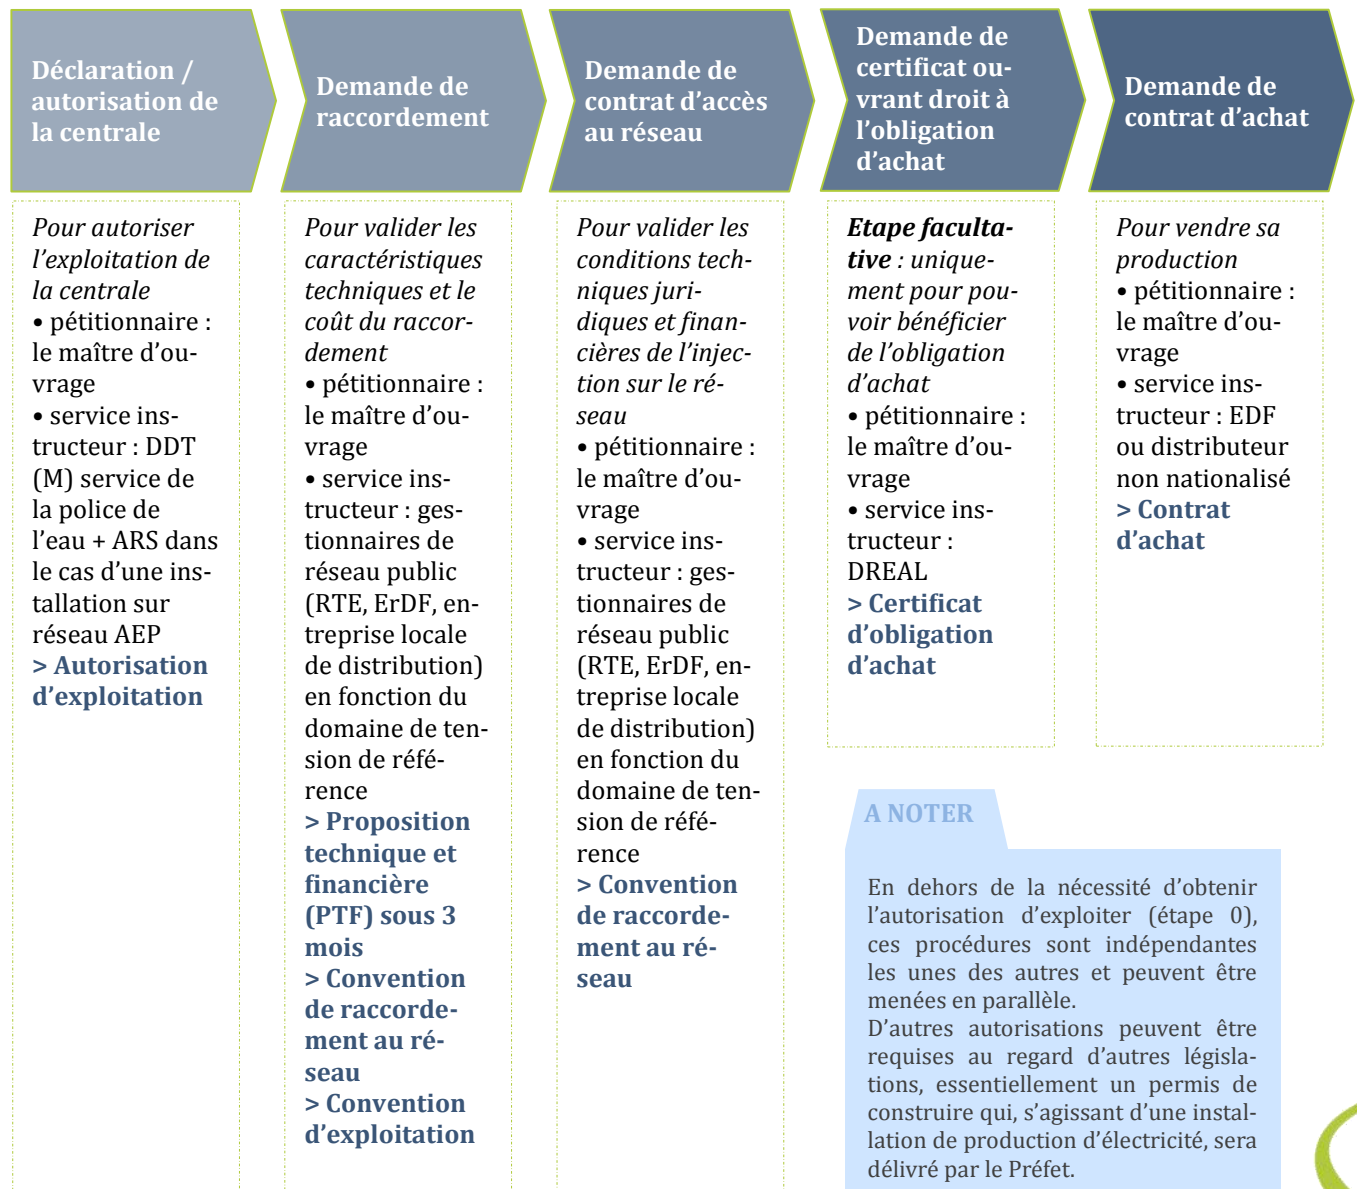 Déclaration /
autorisation de
la centrale
Demande de
raccordement
Demande de
contrat d’accès
au réseau
Demande de
certificat ou-
vrant droit à
l’obligation
d’achat
Demande de
contrat d’achat
Pour autoriser
l’exploitation de
la centrale
• pétitionnaire :
le maître d’ou-
vrage
• service ins-
tructeur : DDT
(M) service de
la police de
l’eau + ARS dans
le cas d’une ins-
tallation sur
réseau AEP
> Autorisation
d’exploitation
Pour valider les
caractéristiques
techniques et le
coût du raccor-
dement
• pétitionnaire :
le maître d’ou-
vrage
• service ins-
tructeur : ges-
tionnaires de
réseau public
(RTE, ErDF, en-
treprise locale
de distribution)
en fonction du
domaine de ten-
sion de réfé-
rence
> Proposition
technique et
financière
(PTF) sous 3
mois
> Convention
de raccorde-
ment au ré-
seau
> Convention
d’exploitation
Pour valider les
conditions tech-
niques juri-
diques et finan-
cières de l’injec-
tion sur le ré-
seau
• pétitionnaire :
le maître d’ou-
vrage
• service ins-
tructeur : ges-
tionnaires de
réseau public
(RTE, ErDF, en-
treprise locale
de distribution)
en fonction du
domaine de ten-
sion de réfé-
rence
> Convention
de raccorde-
ment au ré-
seau
Etape faculta-
tive : unique-
ment pour pou-
voir bénéficier
de l’obligation
d’achat
• pétitionnaire :
le maître d’ou-
vrage
• service ins-
tructeur :
DREAL
> Certificat
d’obligation
d’achat
Pour vendre sa
production
• pétitionnaire :
le maître d’ou-
vrage
• service ins-
tructeur : EDF
ou distributeur
non nationalisé
> Contrat
d’achat
A NOTER
En dehors de la nécessité d’obtenir
l’autorisation d’exploiter (étape 0),
ces procédures sont indépendantes
les unes des autres et peuvent être
menées en parallèle.
D’autres autorisations peuvent être
requises au regard d’autres législa-
tions, essentiellement un permis de
construire qui, s’agissant d’une instal-
lation de production d’électricité, sera
délivré par le Préfet.